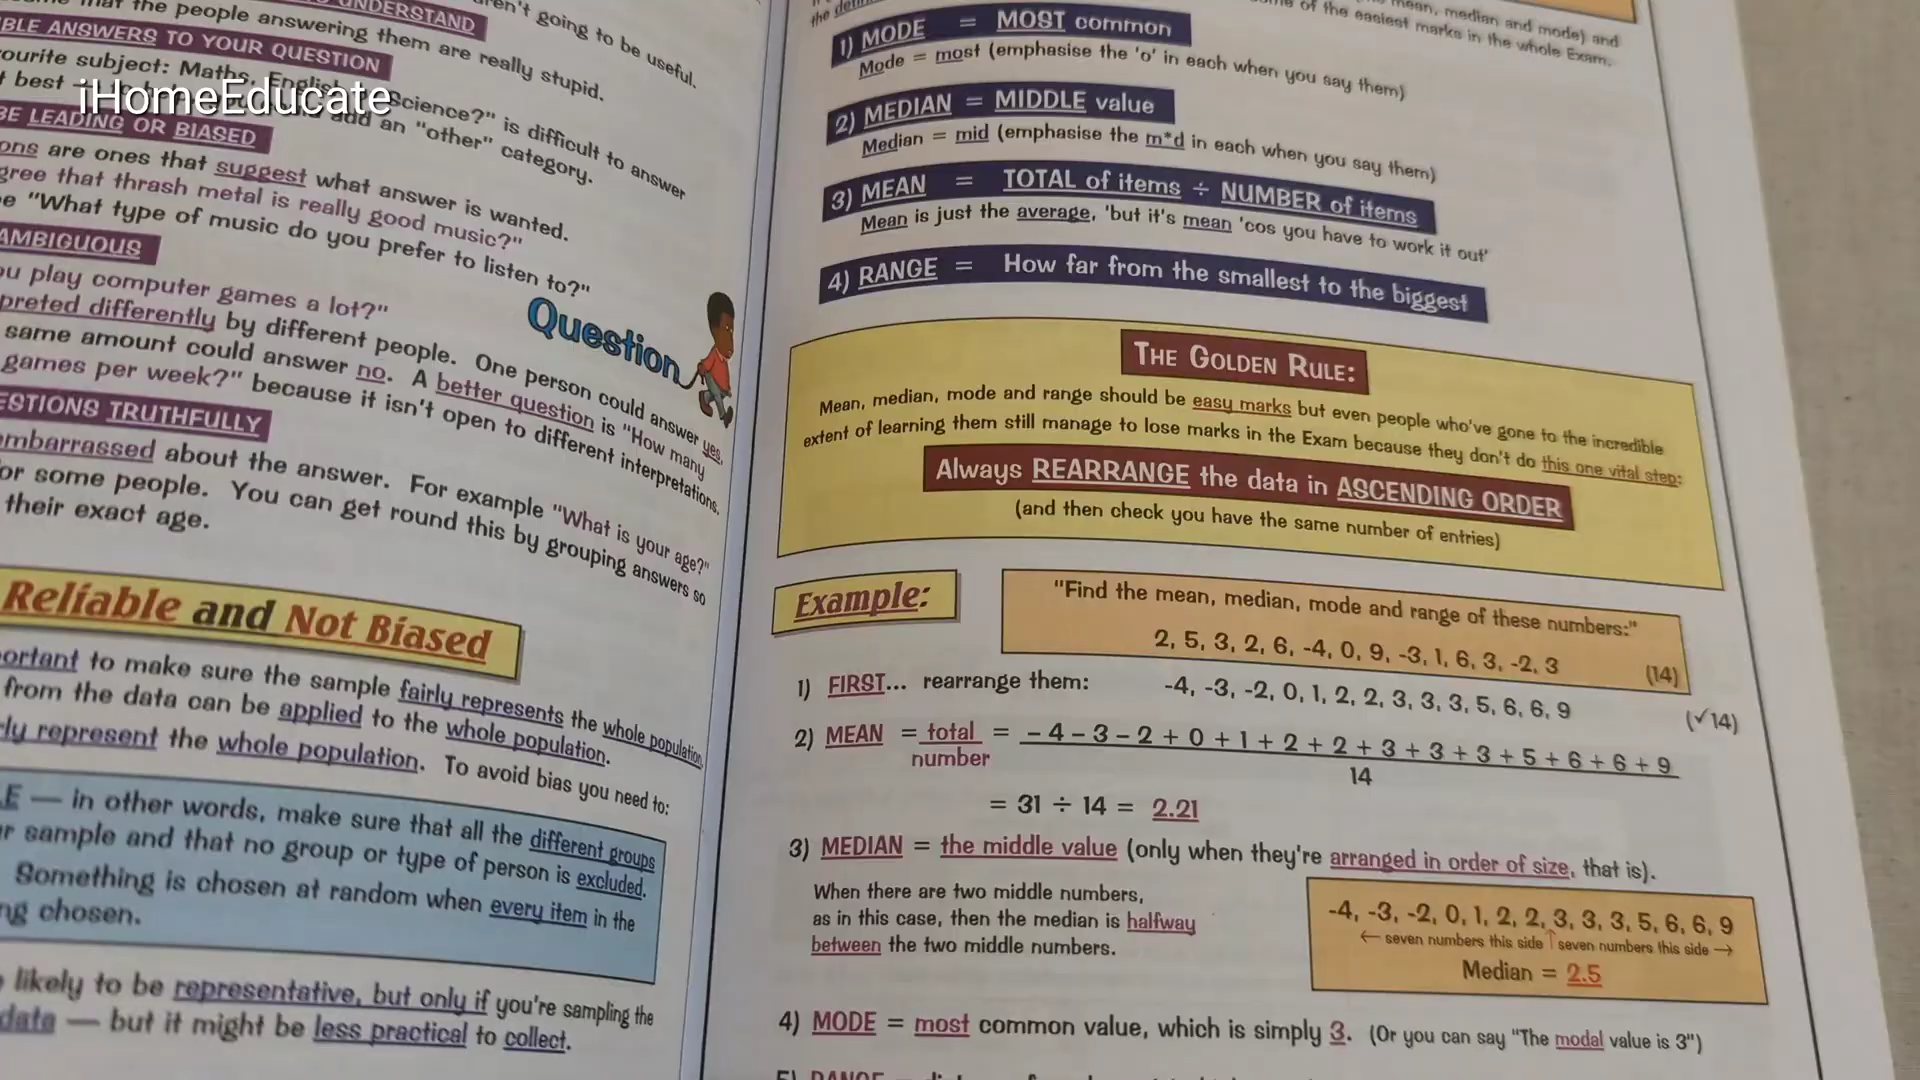 UNDERSTAND
that the people answering them are really stupid.
aren't going to be useful.
BLE ANSWERS TO YOUR QUESTION
ourite subject: Maths, English Science?" is difficult to answer
best add an "other" category.
iHomeEducate
BE LEADING OR BIASED
ons are ones that suggest what answer is wanted.
gree that thrash metal is really good music?"
e "What type of music do you prefer to listen to?"
AMBIGUOUS
ou play computer games a lot?"
preted differently by different people. One person could answer yes,
same amount could answer no. A better question is "How many
games per week?" because it isn't open to different interpretations.
Question
ESTIONS TRUTHFULLY
mbarrassed about the answer. For example "What is your age?"
or some people. You can get round this by grouping answers so
their exact age.
Reliable and Not Biased
ortant to make sure the sample fairly represents the whole population
from the data can be applied to the whole population.
rly represent the whole population. To avoid bias you need to:
E — in other words, make sure that all the different groups
r sample and that no group or type of person is excluded.
Something is chosen at random when every item in the
ng chosen.
likely to be representative, but only if you're sampling the
data — but it might be less practical to collect.
mean, median and mode) and
the of the easiest marks in the whole Exam.
1) MODE = MOST common
Mode = most (emphasise the 'o' in each when you say them)
2) MEDIAN = MIDDLE value
Median = mid (emphasise the m*d in each when you say them)
3) MEAN = TOTAL of items ÷ NUMBER of items
Mean is just the average, 'but it's mean 'cos you have to work it out'
4) RANGE = How far from the smallest to the biggest
THE GOLDEN RULE:
Mean, median, mode and range should be easy marks but even people who've gone to the incredible
extent of learning them still manage to lose marks in the Exam because they don't do this one vital step:
Always REARRANGE the data in ASCENDING ORDER
(and then check you have the same number of entries)
Example:
"Find the mean, median, mode and range of these numbers:"
2, 5, 3, 2, 6, -4, 0, 9, -3, 1, 6, 3, -2, 3 (14)
1) FIRST... rearrange them: -4, -3, -2, 0, 1, 2, 2, 3, 3, 3, 5, 6, 6, 9 (✓14)
2) MEAN = total = - 4 - 3 - 2 + 0 + 1 + 2 + 2 + 3 + 3 + 3 + 5 + 6 + 6 + 9
number 14
= 31 ÷ 14 = 2.21
3) MEDIAN = the middle value (only when they're arranged in order of size, that is).
When there are two middle numbers,
as in this case, then the median is halfway
between the two middle numbers.
-4, -3, -2, 0, 1, 2, 2, 3, 3, 3, 5, 6, 6, 9
← seven numbers this side ↑ seven numbers this side →
Median = 2.5
4) MODE = most common value, which is simply 3. (Or you can say "The modal value is 3")
5) RANGE